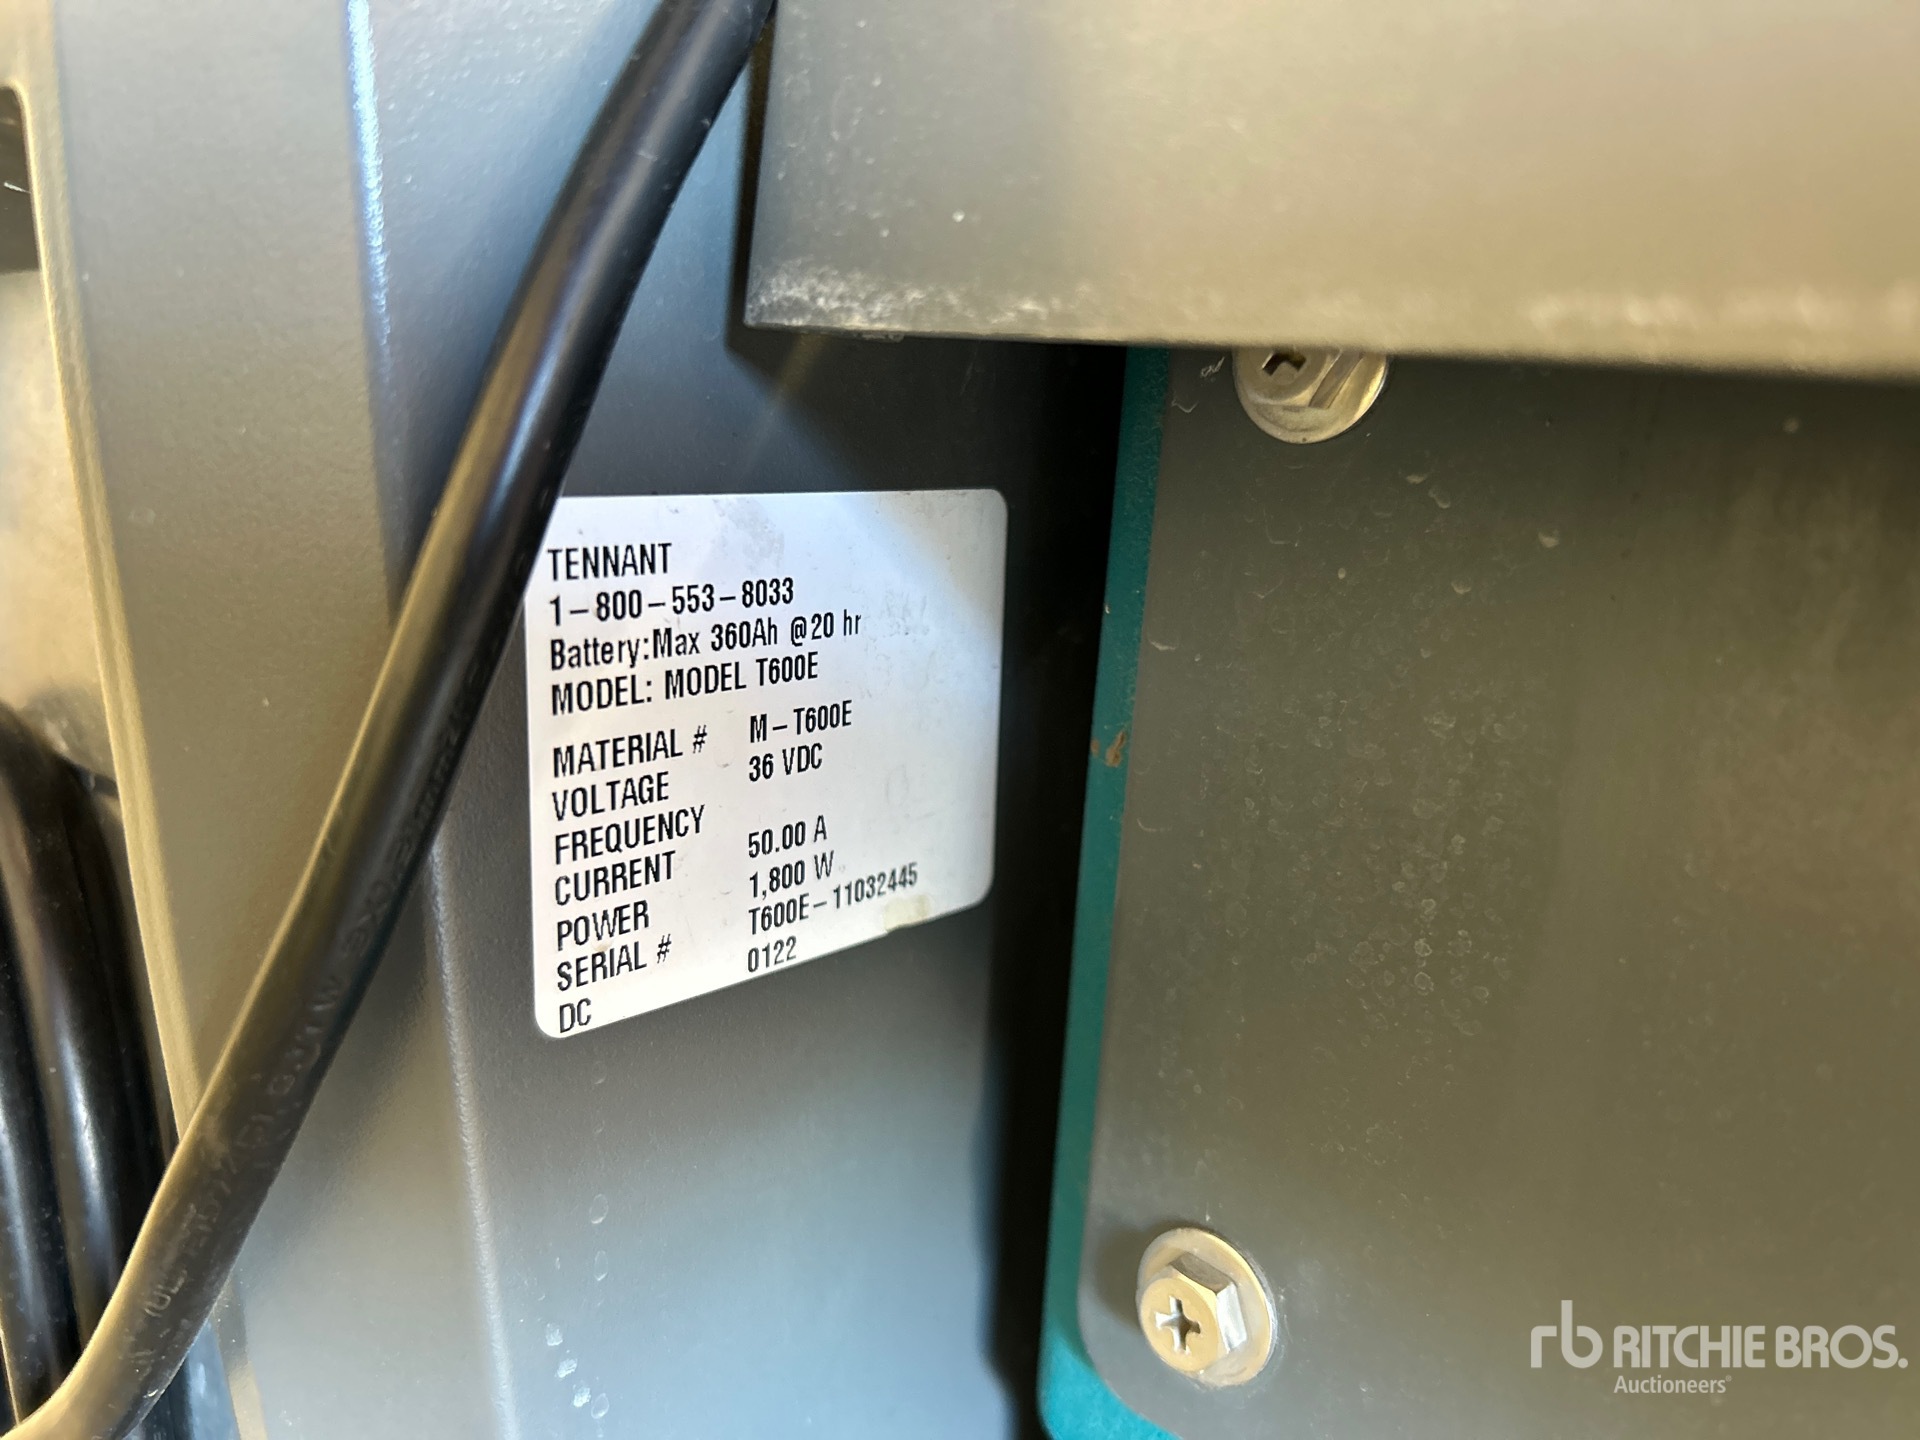 TENNANT
1-800-553-8033
Battery:Max 360Ah @20 hr
MODEL: MODEL T600E
MATERIAL # M-T600E
VOLTAGE 36 VDC
FREQUENCY
CURRENT 50.00 A
POWER 1,800 W
SERIAL # T600E-11032445
DC 0122
rb RITCHIE BROS.
Auctioneers